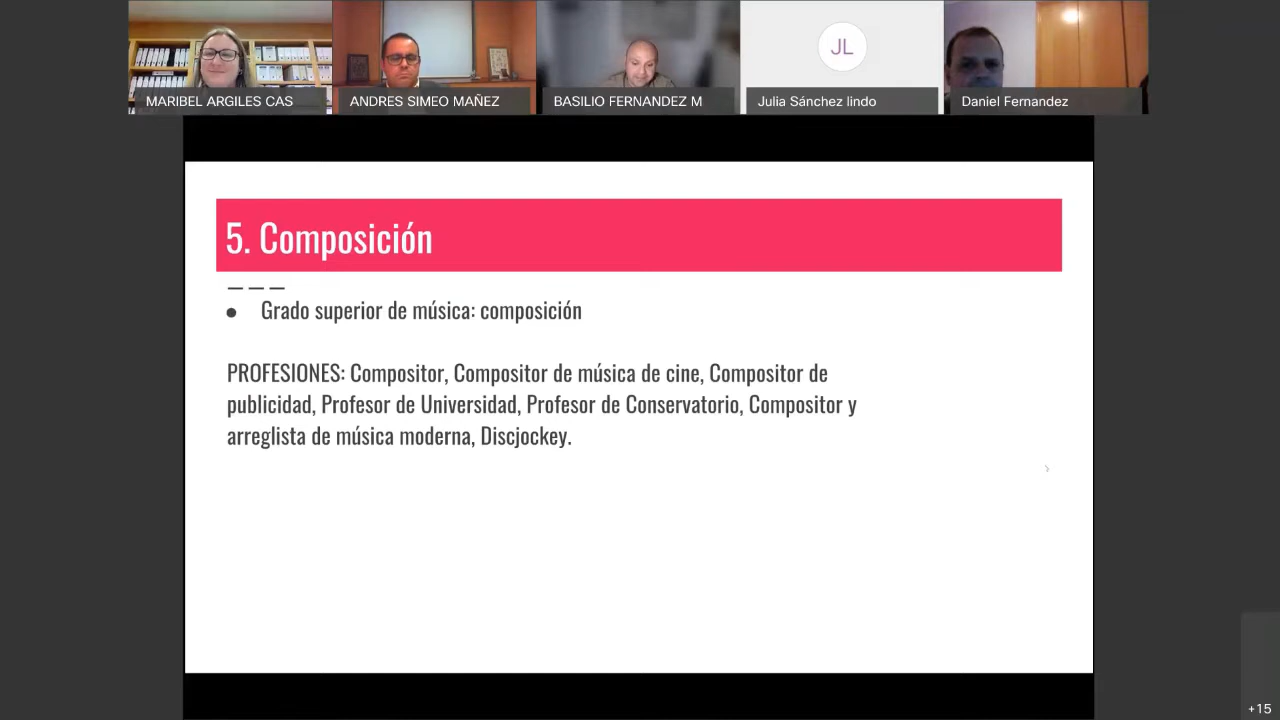 MARIBEL ARGILES CAS
ANDRES SIMEO MAÑEZ
BASILIO FERNANDEZ M
JL
Julia Sánchez lindo
Daniel Fernandez
5. Composición
● Grado superior de música: composición
PROFESIONES: Compositor, Compositor de música de cine, Compositor de
publicidad, Profesor de Universidad, Profesor de Conservatorio, Compositor y
arreglista de música moderna, Discjockey.
+15